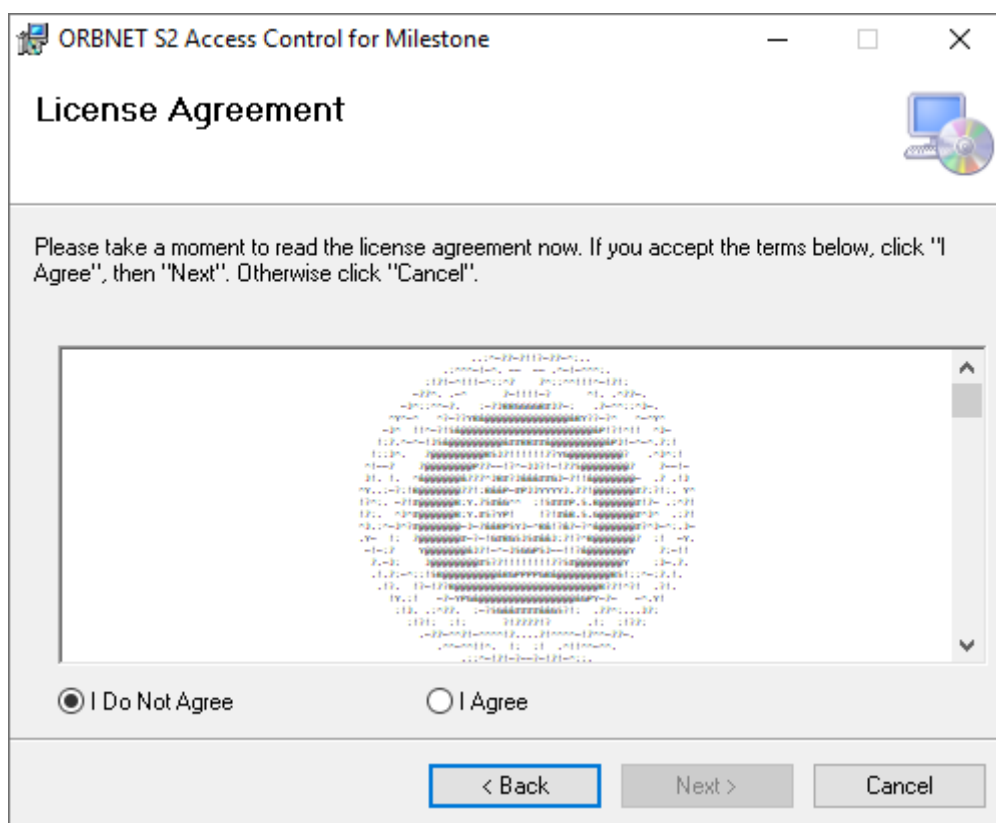 ORBNET S2 Access Control for Milestone
License Agreement
Please take a moment to read the license agreement now. If you accept the terms below, click "I
Agree", then "Next". Otherwise click "Cancel".
I Do Not Agree
I Agree
< Back
Next >
Cancel